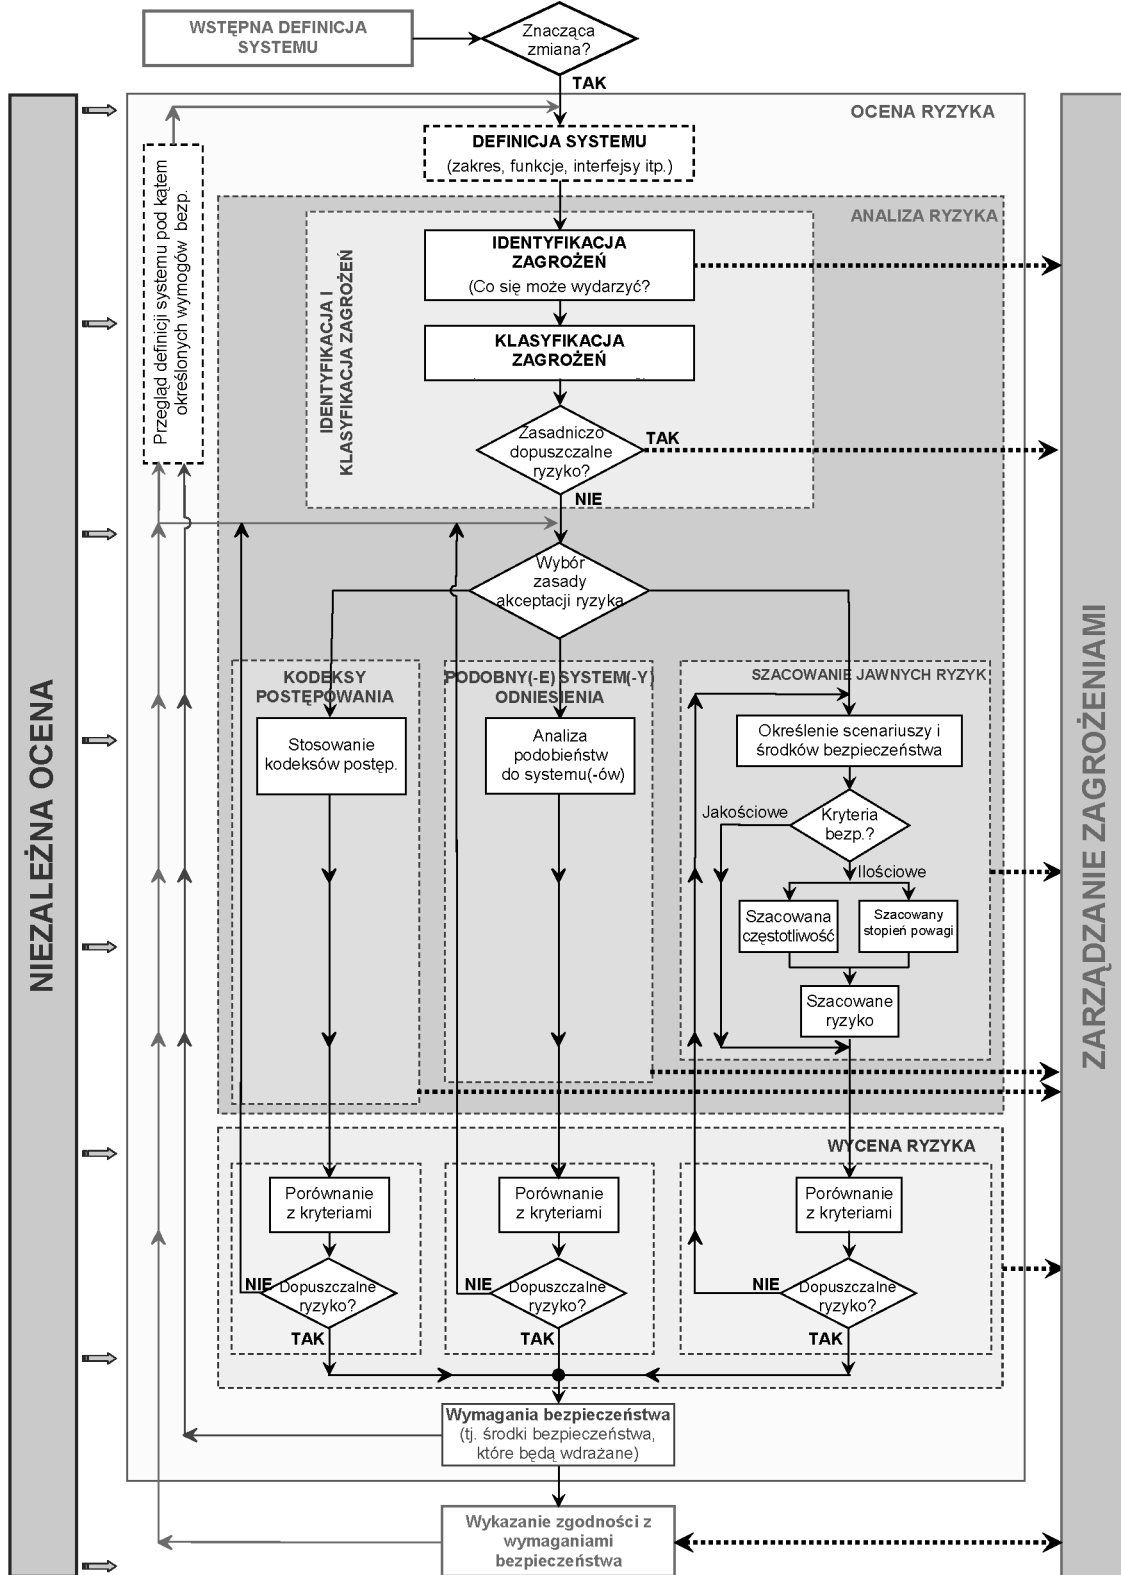 WSTĘPNA DEFINICJA
SYSTEMU
Znacząca
zmiana?
TAK
OCENA RYZYKA
DEFINICJA SYSTEMU
(zakres, funkcje, interfejsy itp.)
Przegląd definicji systemu pod kątem
określonych wymogów bezp.
ANALIZA RYZYKA
IDENTYFIKACJA I
KLASYFIKACJA ZAGROŻEŃ
IDENTYFIKACJA
ZAGROŻEŃ
(Co się może wydarzyć?
KLASYFIKACJA
ZAGROŻEŃ
Zasadniczo
dopuszczalne
ryzyko?
TAK
NIE
Wybór
zasady
akceptacji ryzyka
KODEKSY
POSTĘPOWANIA
PODOBNY(-E) SYSTEM(-Y)
ODNIESIENIA
SZACOWANIE JAWNYCH RYZYK
Stosowanie
kodeksów postęp.
Analiza
podobieństw
do systemu(-ów)
Określenie scenariuszy i
środków bezpieczeństwa
Jakościowe
Kryteria
bezp.?
Ilościowe
Szacowana
częstotliwość
Szacowany
stopień powagi
Szacowane
ryzyko
NIEZALEŻNA OCENA
ZARZĄDZANIE ZAGROŻENIAMI
WYCENA RYZYKA
Porównanie
z kryteriami
Porównanie
z kryteriami
Porównanie
z kryteriami
NIE
Dopuszczalne
ryzyko?
NIE
Dopuszczalne
ryzyko?
NIE
Dopuszczalne
ryzyko?
TAK
TAK
TAK
Wymagania bezpieczeństwa
(tj. środki bezpieczeństwa,
które będą wdrażane)
Wykazanie zgodności z
wymaganiami
bezpieczeństwa